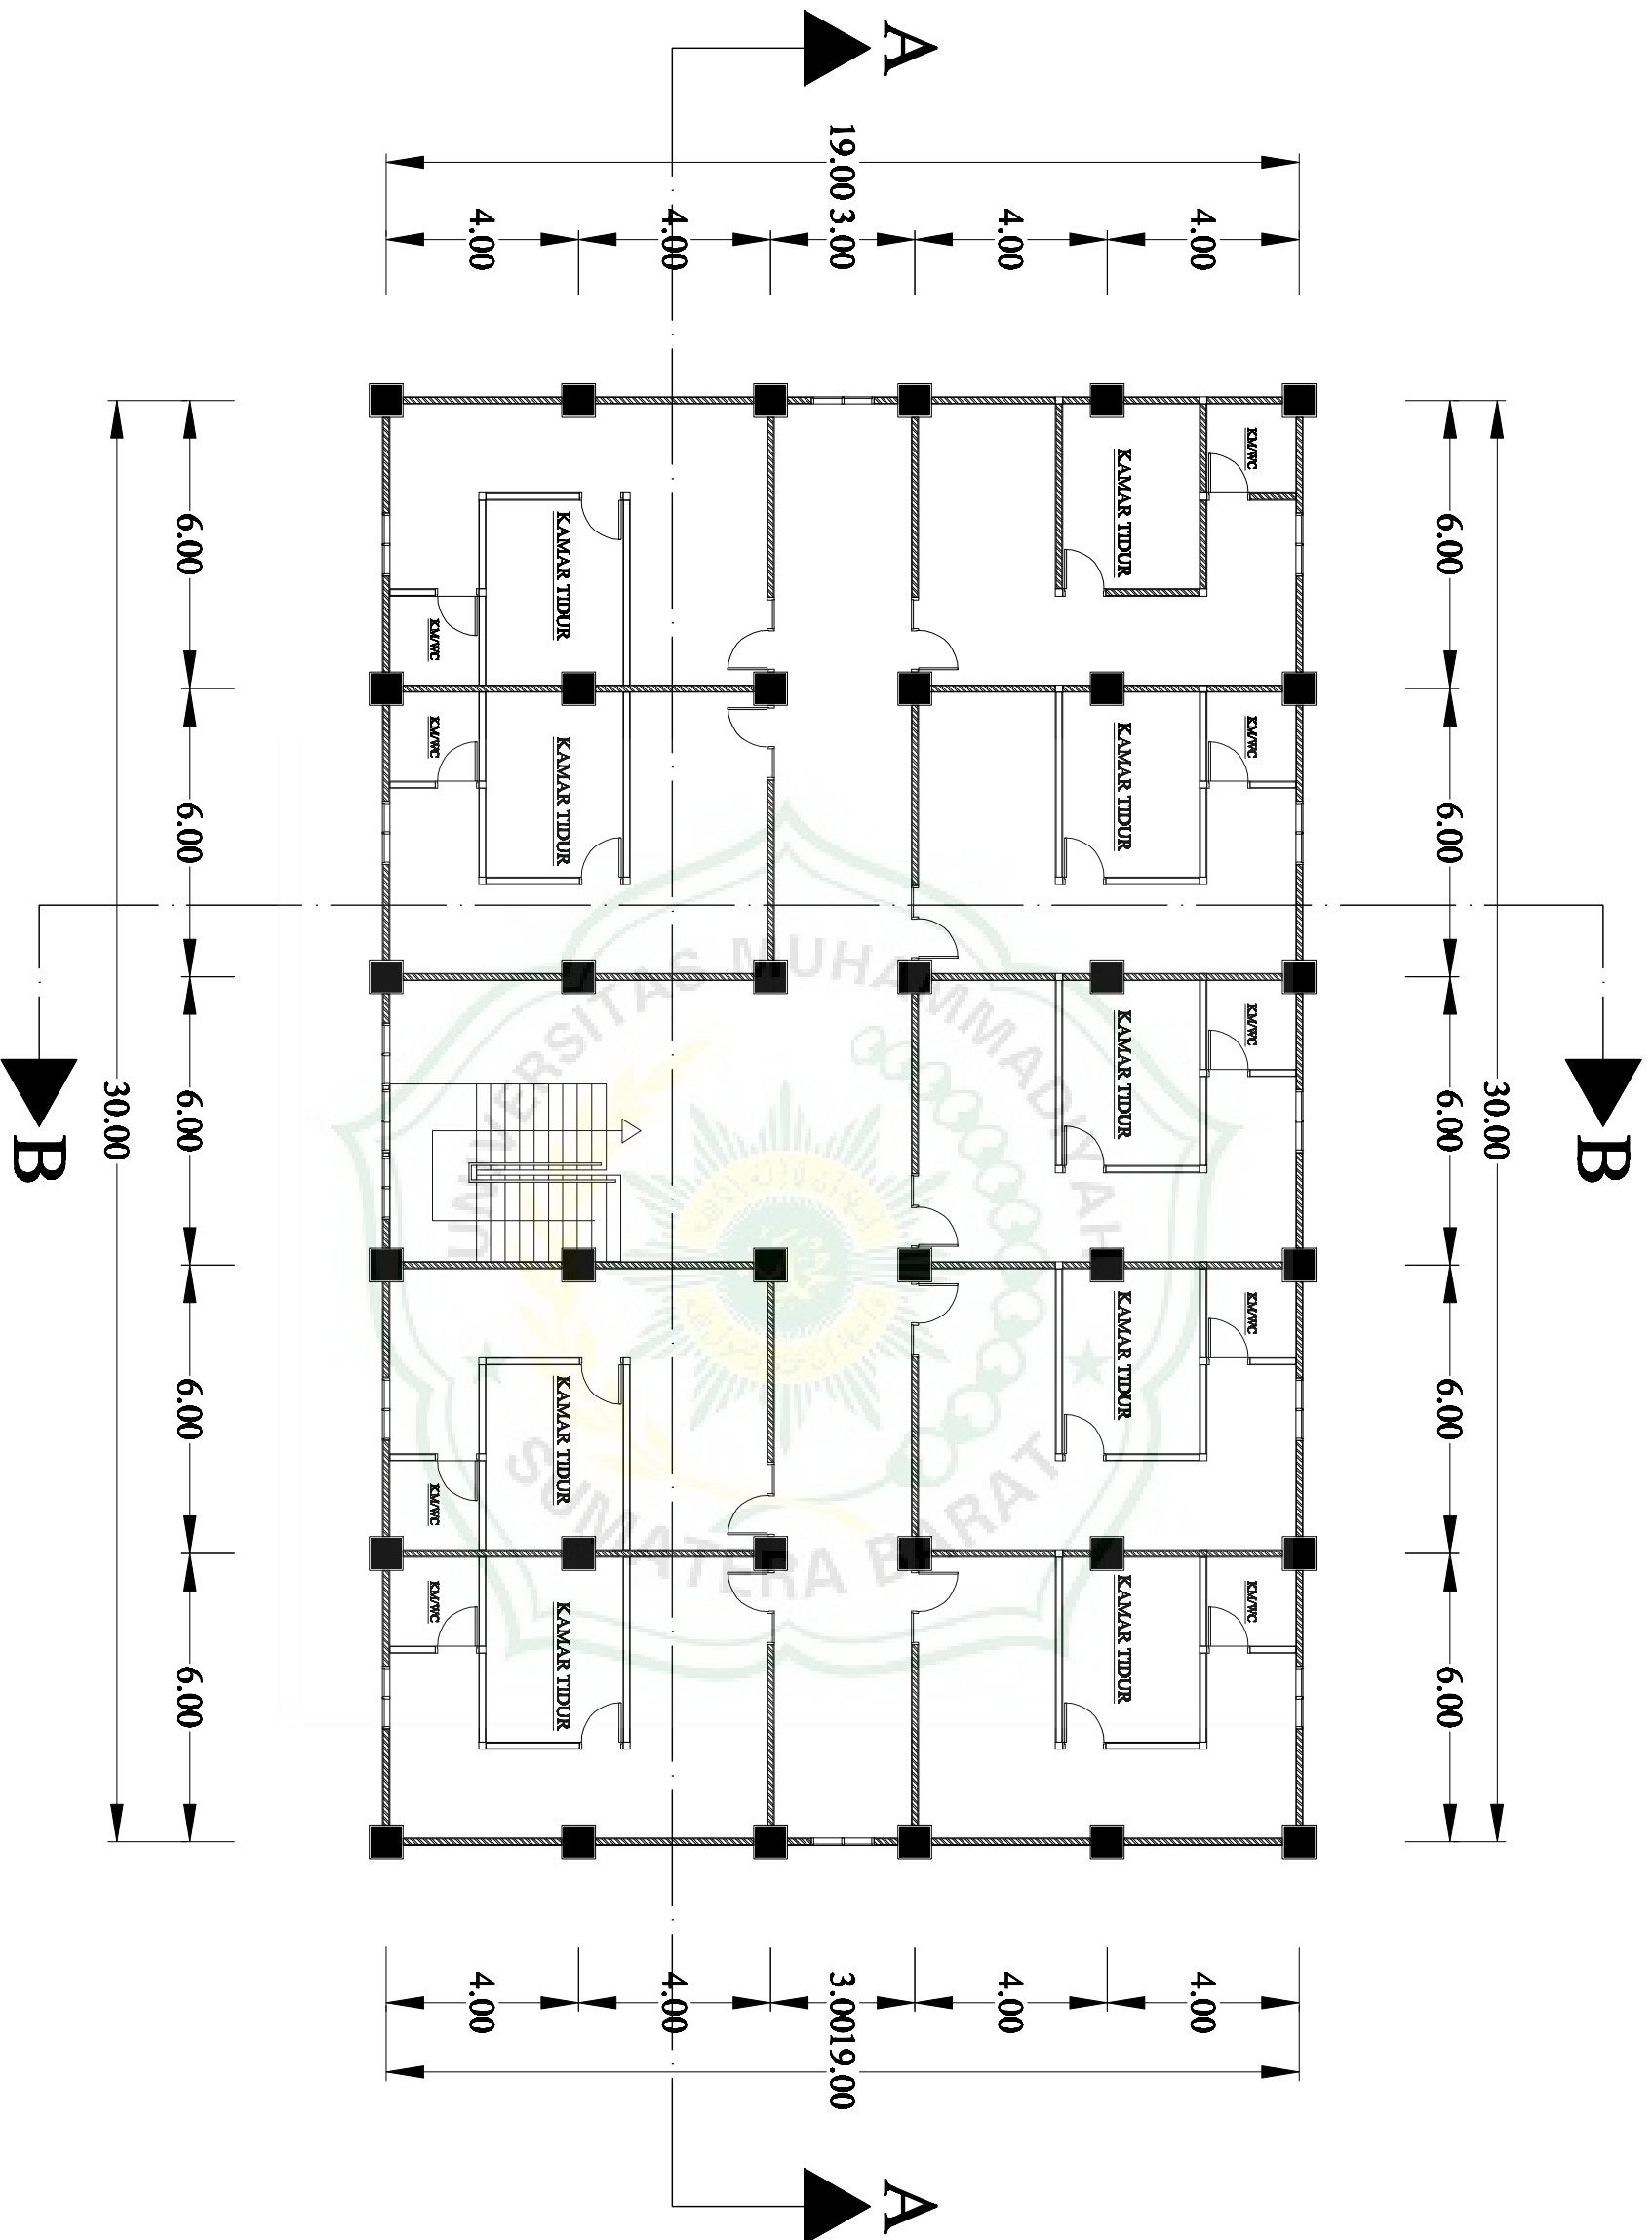 B
30.00
6.00 6.00 6.00 6.00 6.00
KM/WC KM/WC KM/WC KM/WC KM/WC
4.00 4.00
KAMAR TIDUR KAMAR TIDUR KAMAR TIDUR KAMAR TIDUR KAMAR TIDUR
4.00 4.00
A A
19.00 3.00 3.00 19.00
4.00 4.00
KAMAR TIDUR KAMAR TIDUR KAMAR TIDUR KAMAR TIDUR
4.00 4.00
KM/WC KM/WC KM/WC KM/WC
6.00 6.00 6.00 6.00 6.00
30.00
B
UNIVERSITAS MUHAMMADIYAH
SUMATERA BARAT